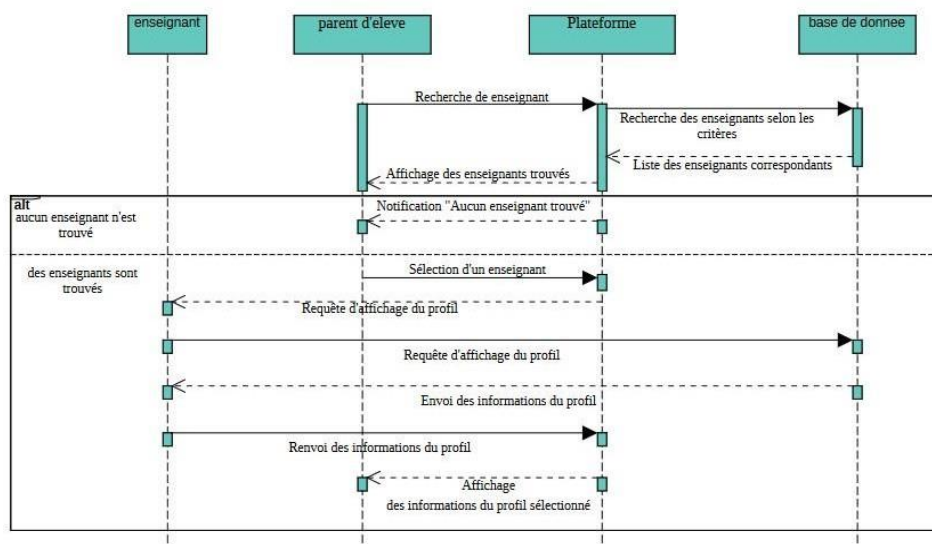 enseignant
parent d'eleve
Plateforme
base de donnee
Recherche de enseignant
Recherche des enseignants selon les
critères
Liste des enseignants correspondants
Affichage des enseignants trouvés
alt
aucun enseignant n'est
trouvé
Notification "Aucun enseignant trouvé"
des enseignants sont
trouvés
Sélection d'un enseignant
Requête d'affichage du profil
Requête d'affichage du profil
Envoi des informations du profil
Renvoi des informations du profil
Affichage
des informations du profil sélectionné